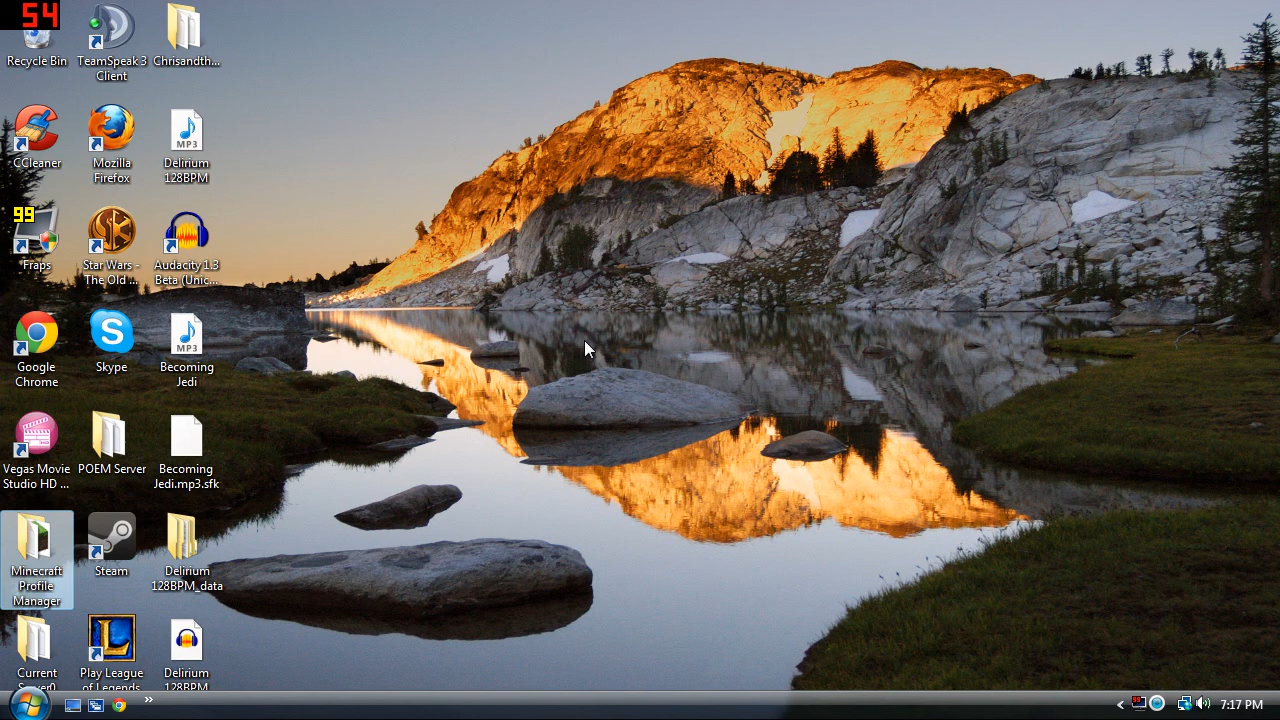 54
Recycle Bin
TeamSpeak 3
Client
Chrisandth...
CCleaner
Mozilla
Firefox
MP3
Delirium
128BPM
99
Fraps
Star Wars -
The Old ...
Audacity 1.3
Beta (Unic...
Google
Chrome
Skype
MP3
Becoming
Jedi
Vegas Movie
Studio HD ...
POEM Server
Becoming
Jedi.mp3.sfk
Minecraft
Profile
Manager
Steam
Delirium
128BPM_data
Current
Play League
of Legends
Delirium
128BPM
»
7:17 PM